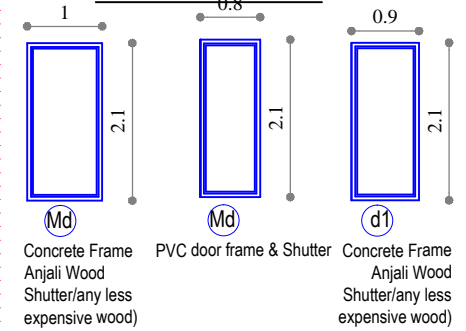 1
0.8
0.9
2.1
2.1
2.1
Md
Md
d1
Concrete Frame
Anjali Wood
Shutter/any less
expensive wood)
PVC door frame & Shutter
Concrete Frame
Anjali Wood
Shutter/any less
expensive wood)